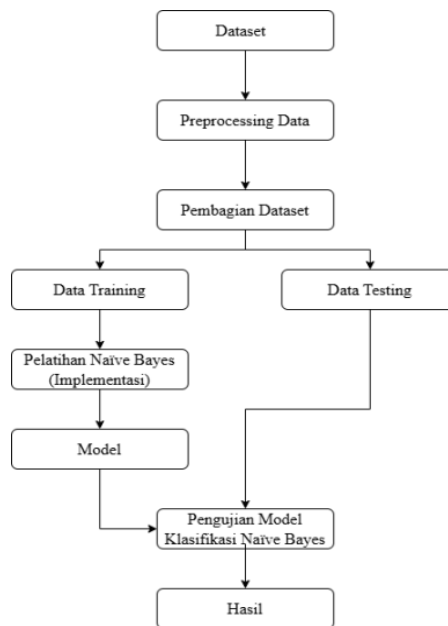 Dataset
Preprocessing Data
Pembagian Dataset
Data Training
Data Testing
Pelatihan Naïve Bayes
(Implementasi)
Model
Pengujian Model
Klasifikasi Naïve Bayes
Hasil